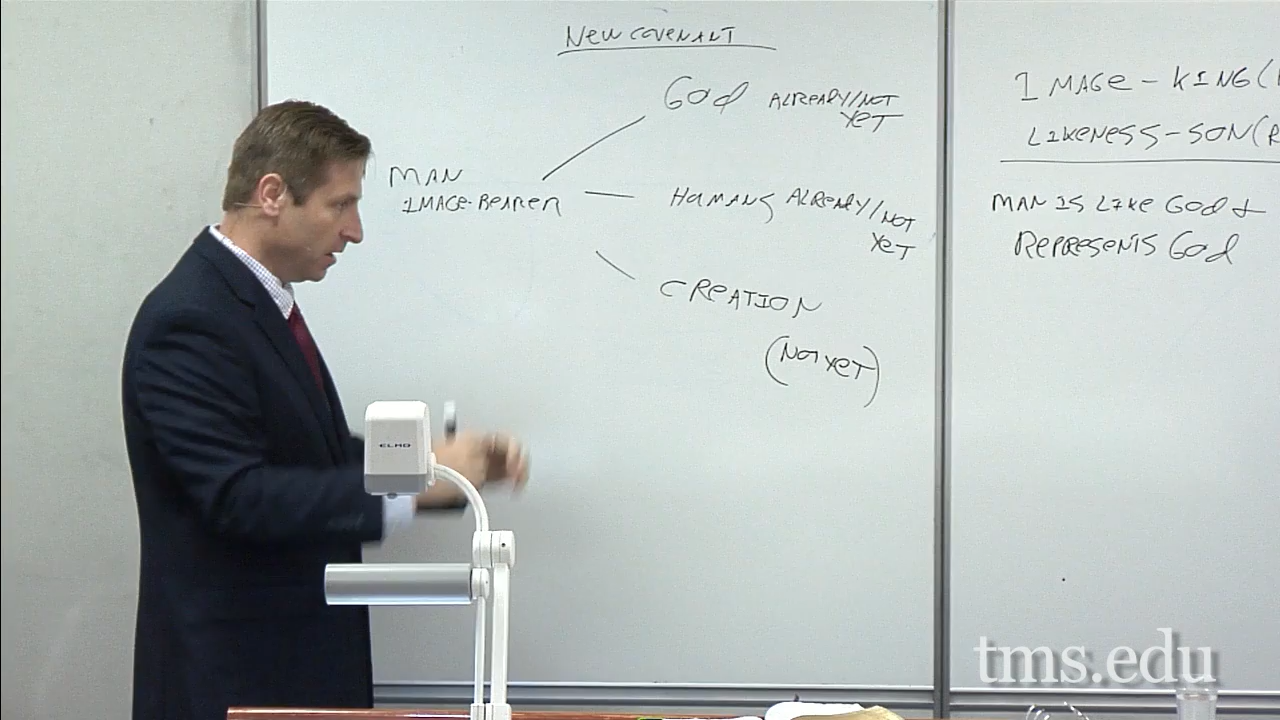 New Covenant
God Already/Not
Yet
Man
Image-Bearer
Humans Already/Not
Yet
Creation
(Not Yet)
Image - King(
Likeness - Son(R
Man is like God +
Represents God
ELMO
tms.edu